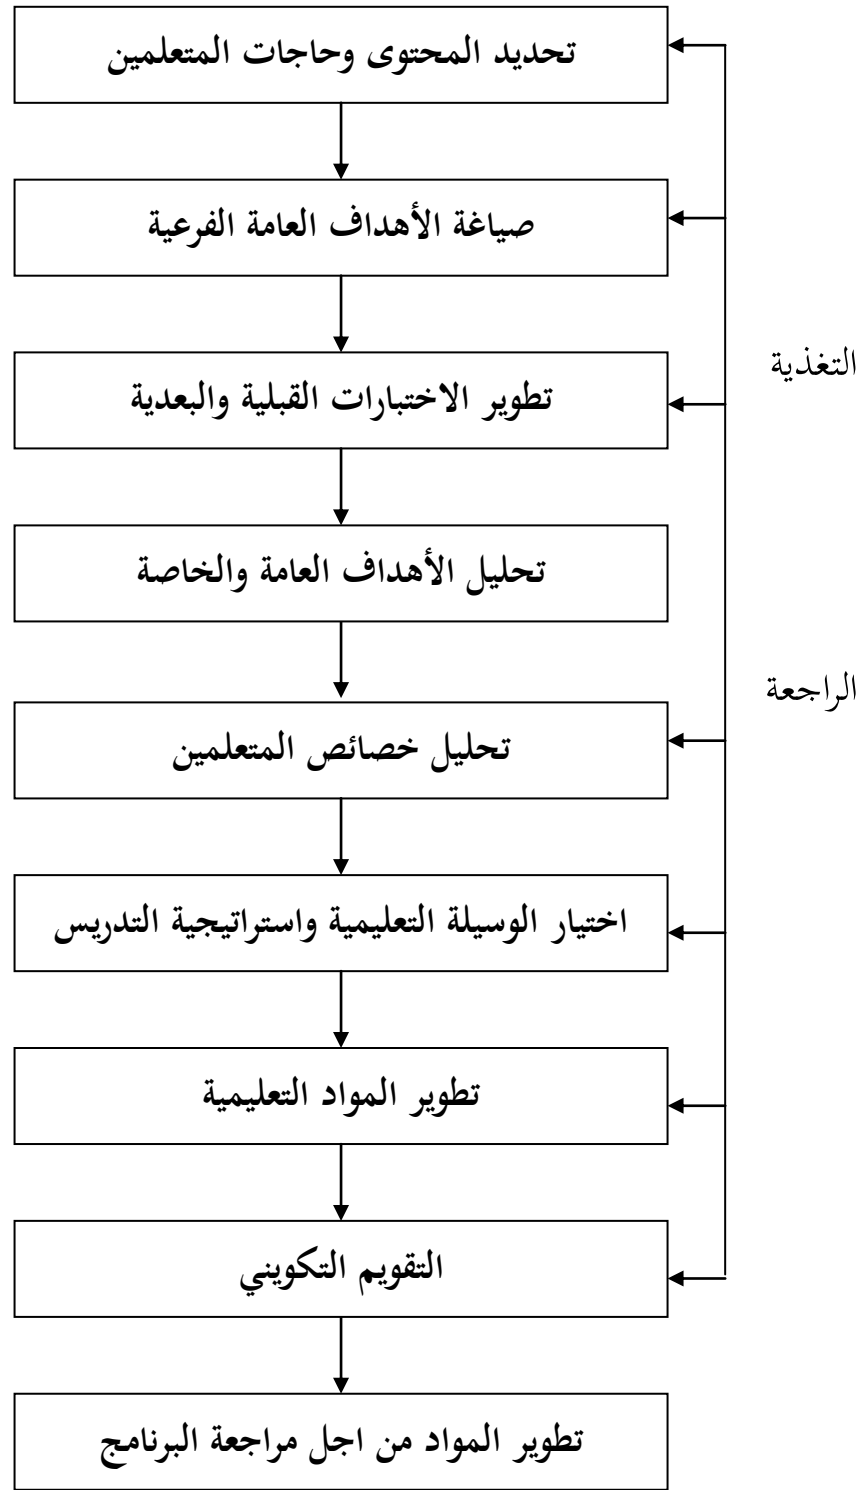 تحديد المحتوى وحاجات المتعلمين
صياغة الأهداف العامة الفرعية
التغذية
تطوير الاختبارات القبلية والبعدية
تحليل الأهداف العامة والخاصة
الراجعة
تحليل خصائص المتعلمين
اختيار الوسيلة التعليمية واستراتيجية التدريس
تطوير المواد التعليمية
التقويم التكويني
تطوير المواد من اجل مراجعة البرنامج